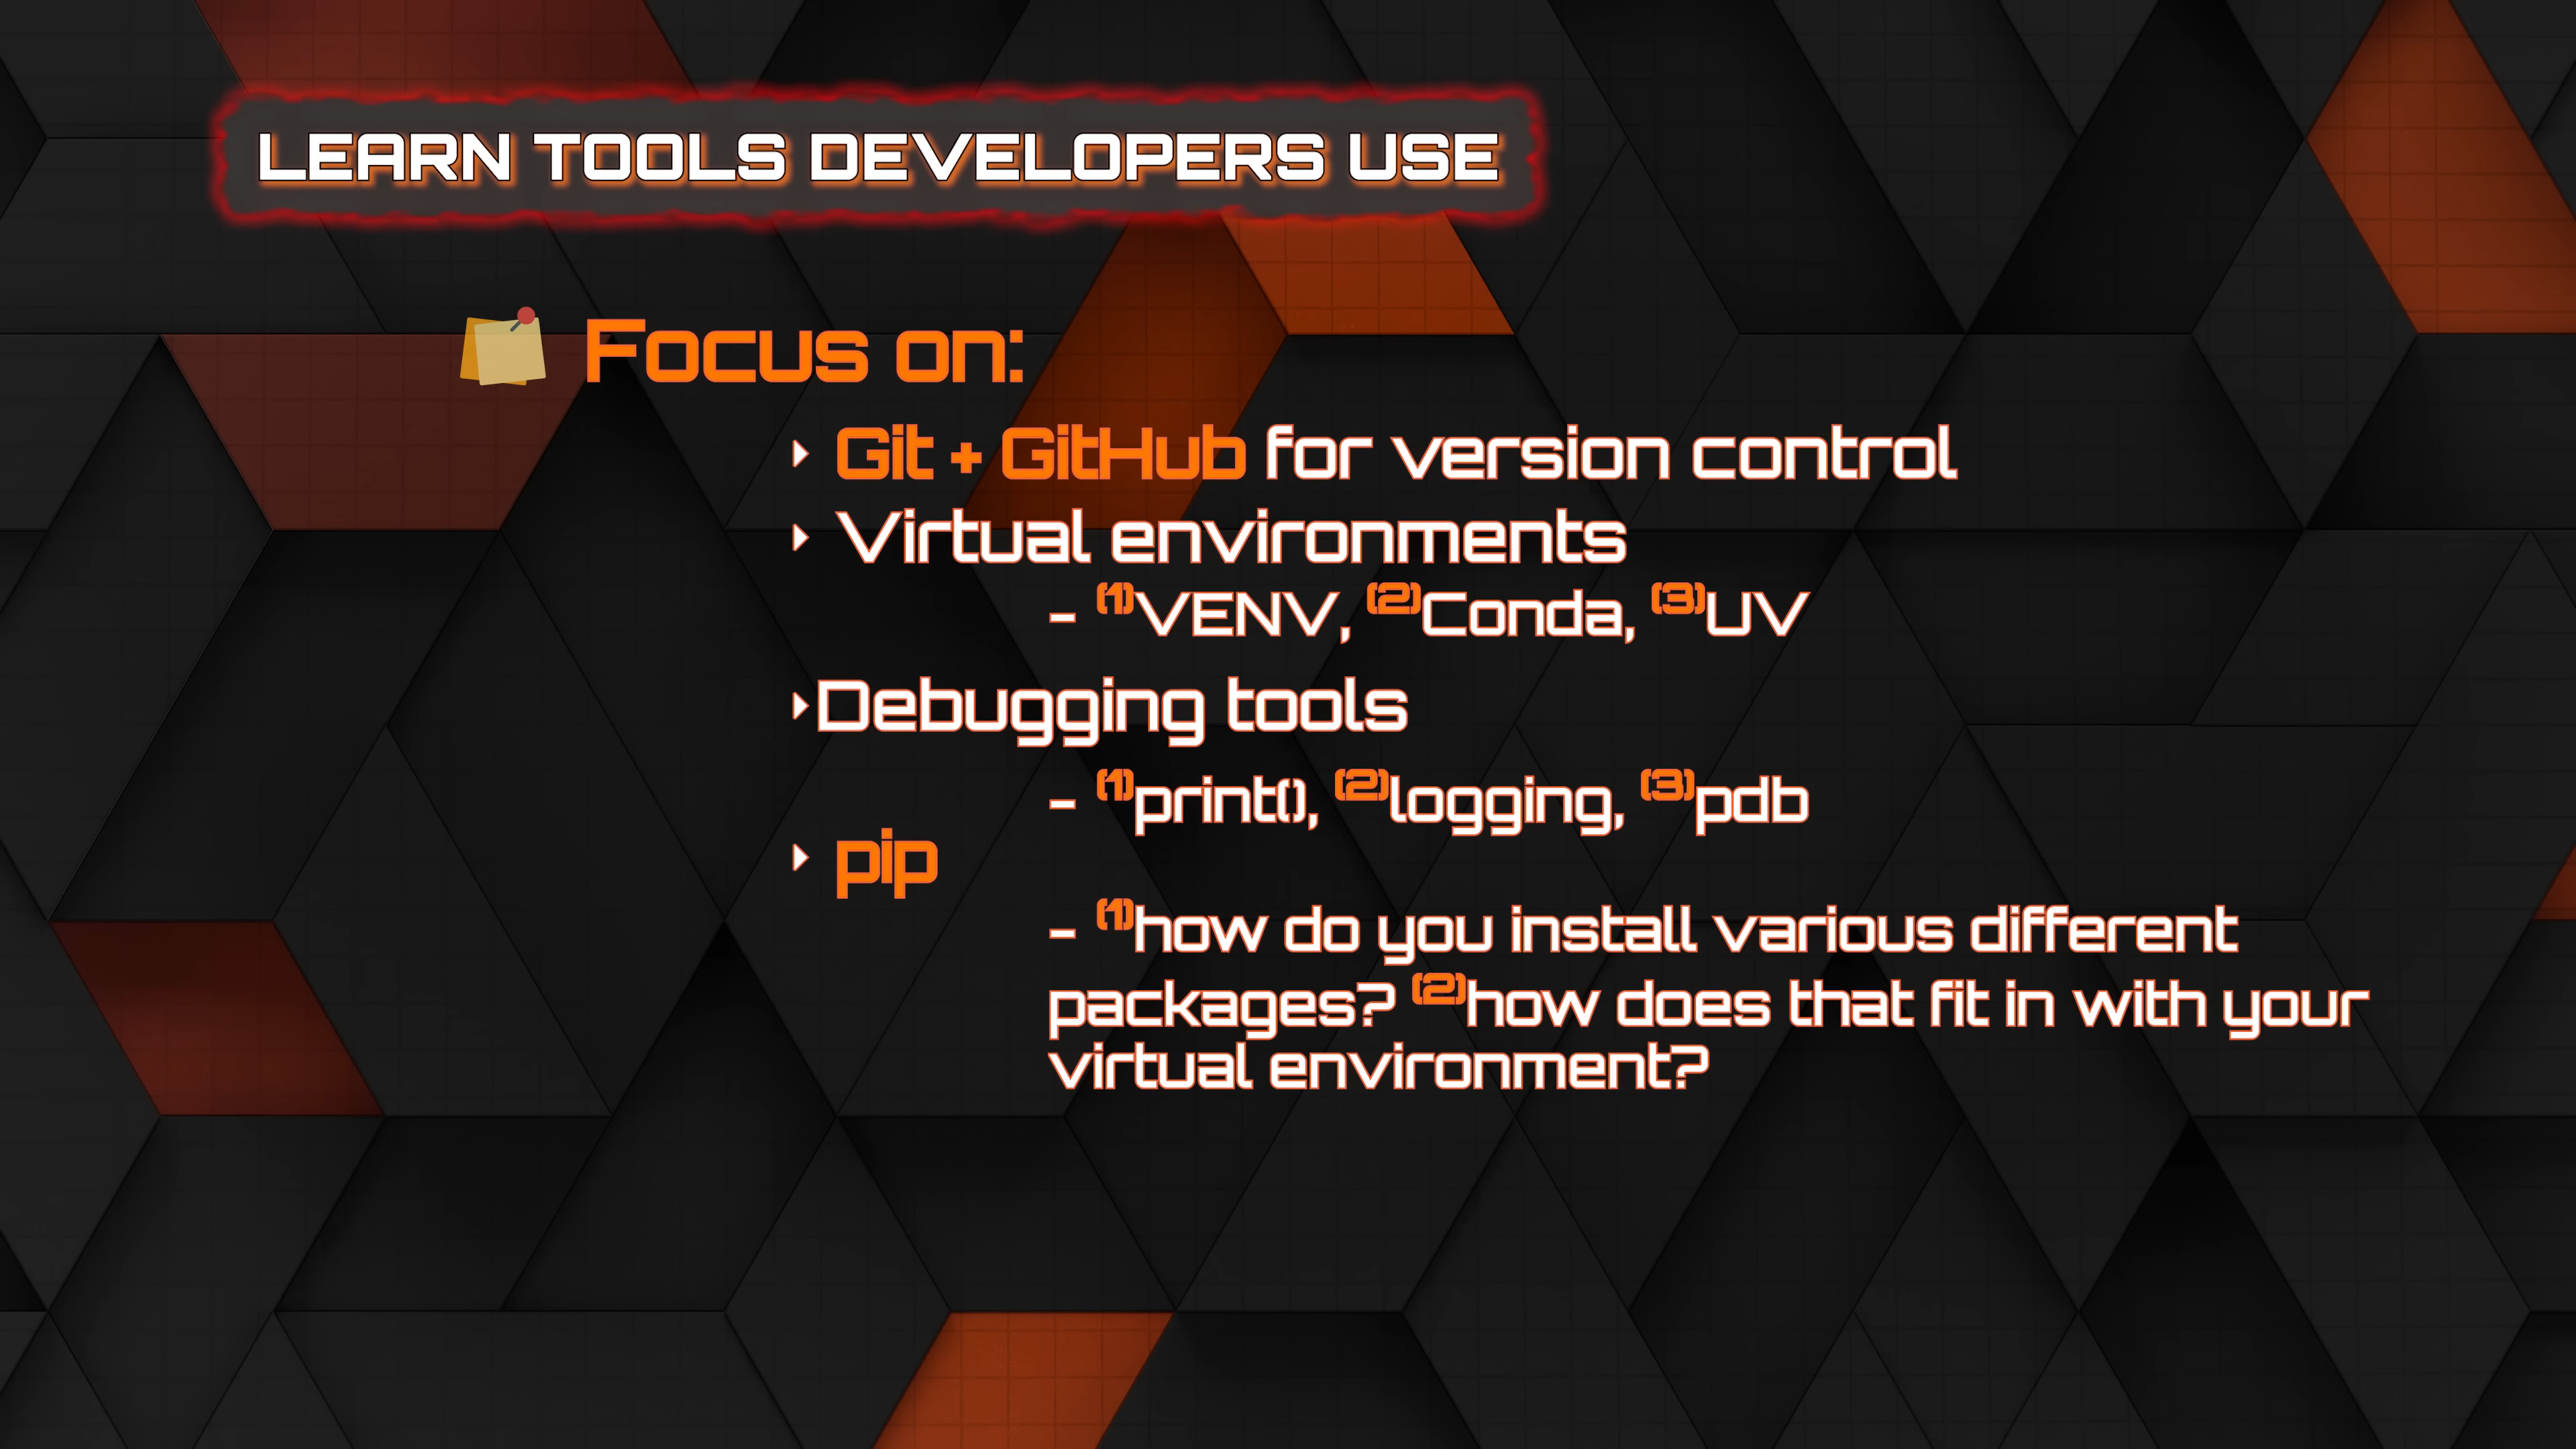 LEARN TOOLS DEVELOPERS USE
Focus on:
Git + GitHub for version control
Virtual environments
- (1)VENV, (2)Conda, (3)UV
Debugging tools
- (1)print(), (2)logging, (3)pdb
pip
- (1)how do you install various different
packages? (2)how does that fit in with your
virtual environment?